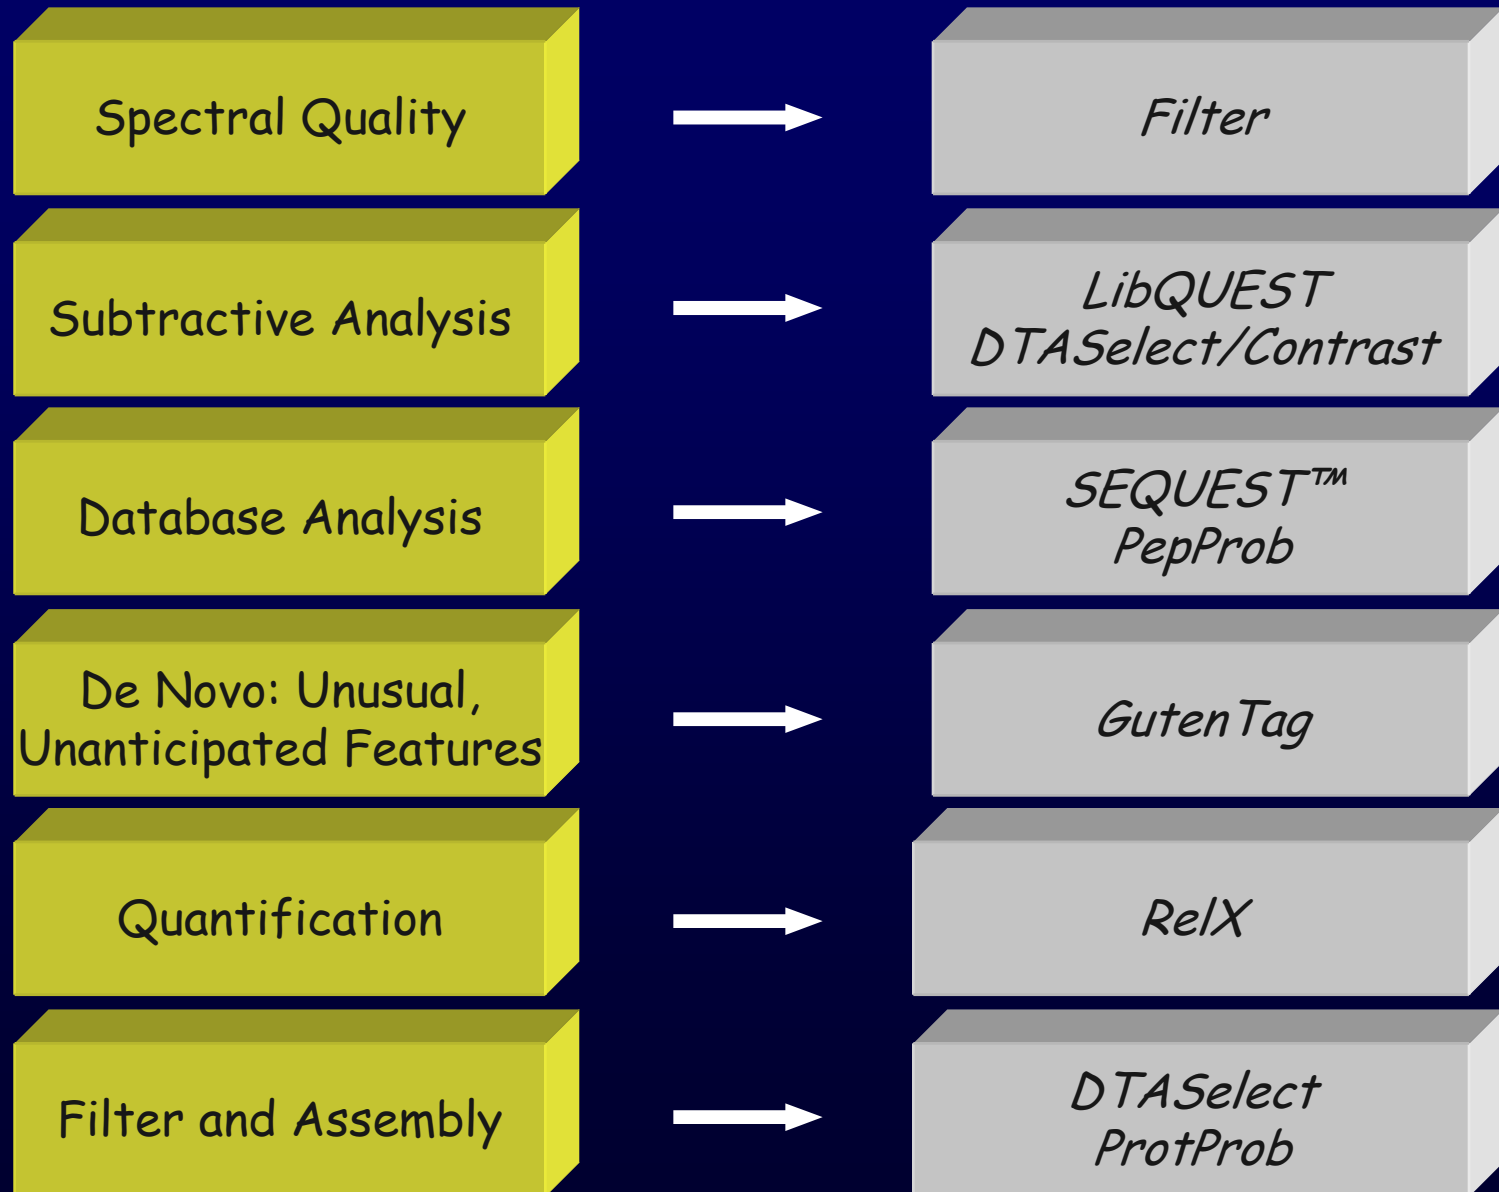 Spectral Quality
Filter
Subtractive Analysis
LibQUEST
DTASelect/Contrast
Database Analysis
SEQUEST™
PepProb
De Novo: Unusual,
Unanticipated Features
GutenTag
Quantification
RelX
Filter and Assembly
DTASelect
ProtProb